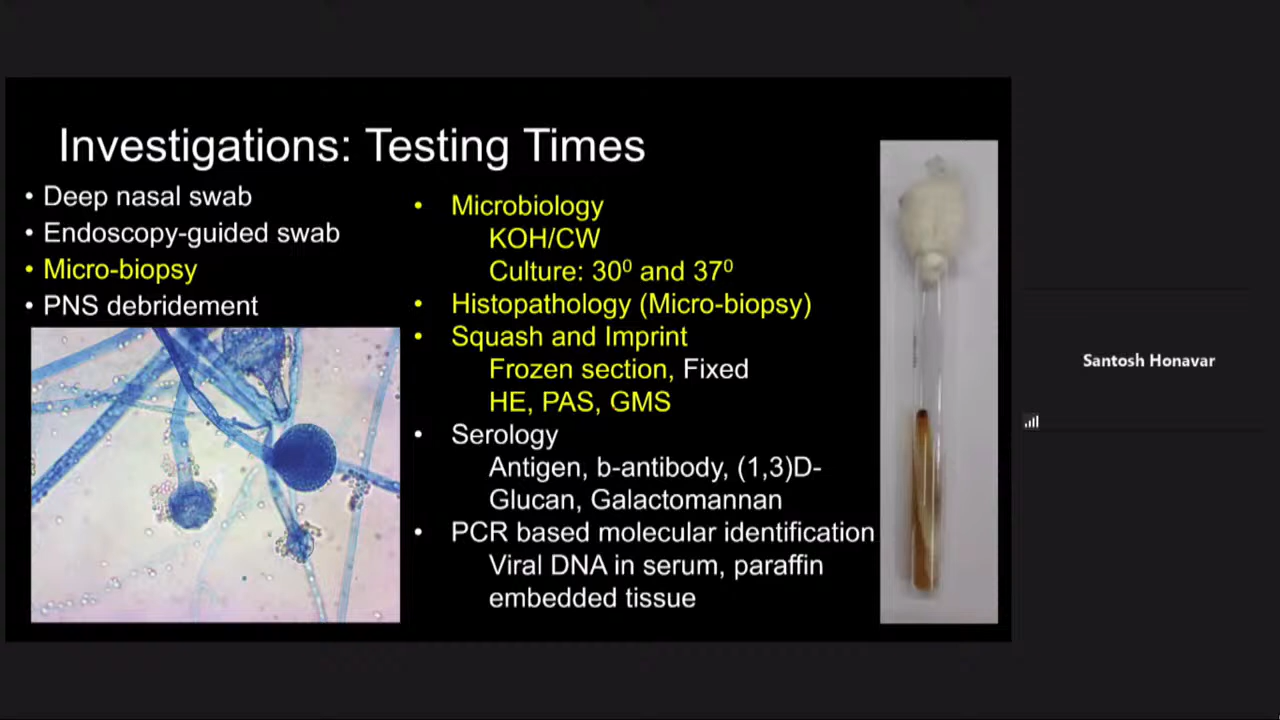 Investigations: Testing Times
• Deep nasal swab
• Endoscopy-guided swab
• Micro-biopsy
• PNS debridement
• Microbiology
KOH/CW
Culture: 30⁰ and 37⁰
• Histopathology (Micro-biopsy)
• Squash and Imprint
Frozen section, Fixed
HE, PAS, GMS
• Serology
Antigen, b-antibody, (1,3)D-
Glucan, Galactomannan
• PCR based molecular identification
Viral DNA in serum, paraffin
embedded tissue
Santosh Honavar